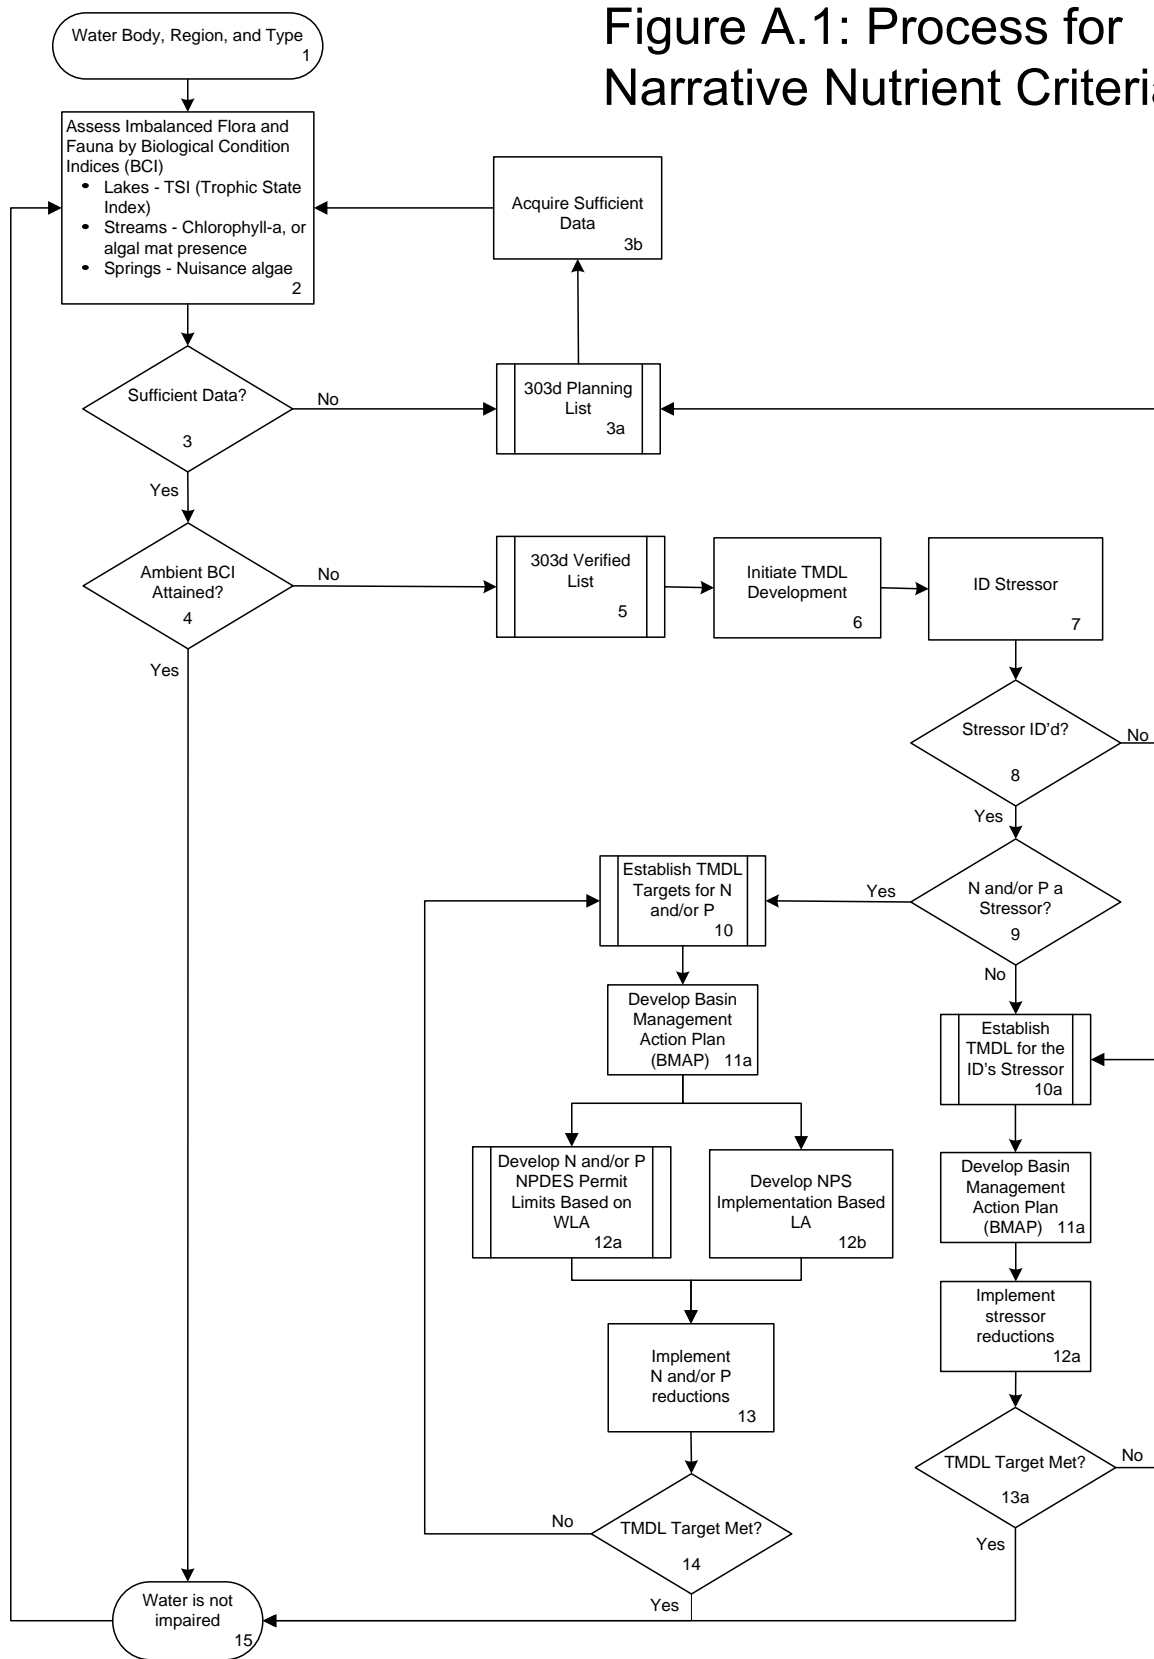 Figure A.1: Process for
Narrative Nutrient Criteria
Water Body, Region, and Type
1
Assess Imbalanced Flora and
Fauna by Biological Condition
Indices (BCI)
• Lakes - TSI (Trophic State
Index)
• Streams - Chlorophyll-a, or
algal mat presence
• Springs - Nuisance algae
2
Acquire Sufficient
Data
3b
Sufficient Data?
3
No
303d Planning
List
3a
Yes
Ambient BCI
Attained?
4
No
303d Verified
List
5
Initiate TMDL
Development
6
ID Stressor
7
Yes
Stressor ID'd?
8
No
Yes
N and/or P a
Stressor?
9
Yes
Establish TMDL
Targets for N
and/or P
10
No
Develop Basin
Management
Action Plan
(BMAP) 11a
Establish
TMDL for the
ID's Stressor
10a
Develop N and/or P
NPDES Permit
Limits Based on
WLA
12a
Develop NPS
Implementation Based
LA
12b
Develop Basin
Management
Action Plan
(BMAP) 11a
Implement
N and/or P
reductions
13
Implement
stressor
reductions
12a
TMDL Target Met?
13a
No
Yes
No
TMDL Target Met?
14
Yes
Water is not
impaired
15